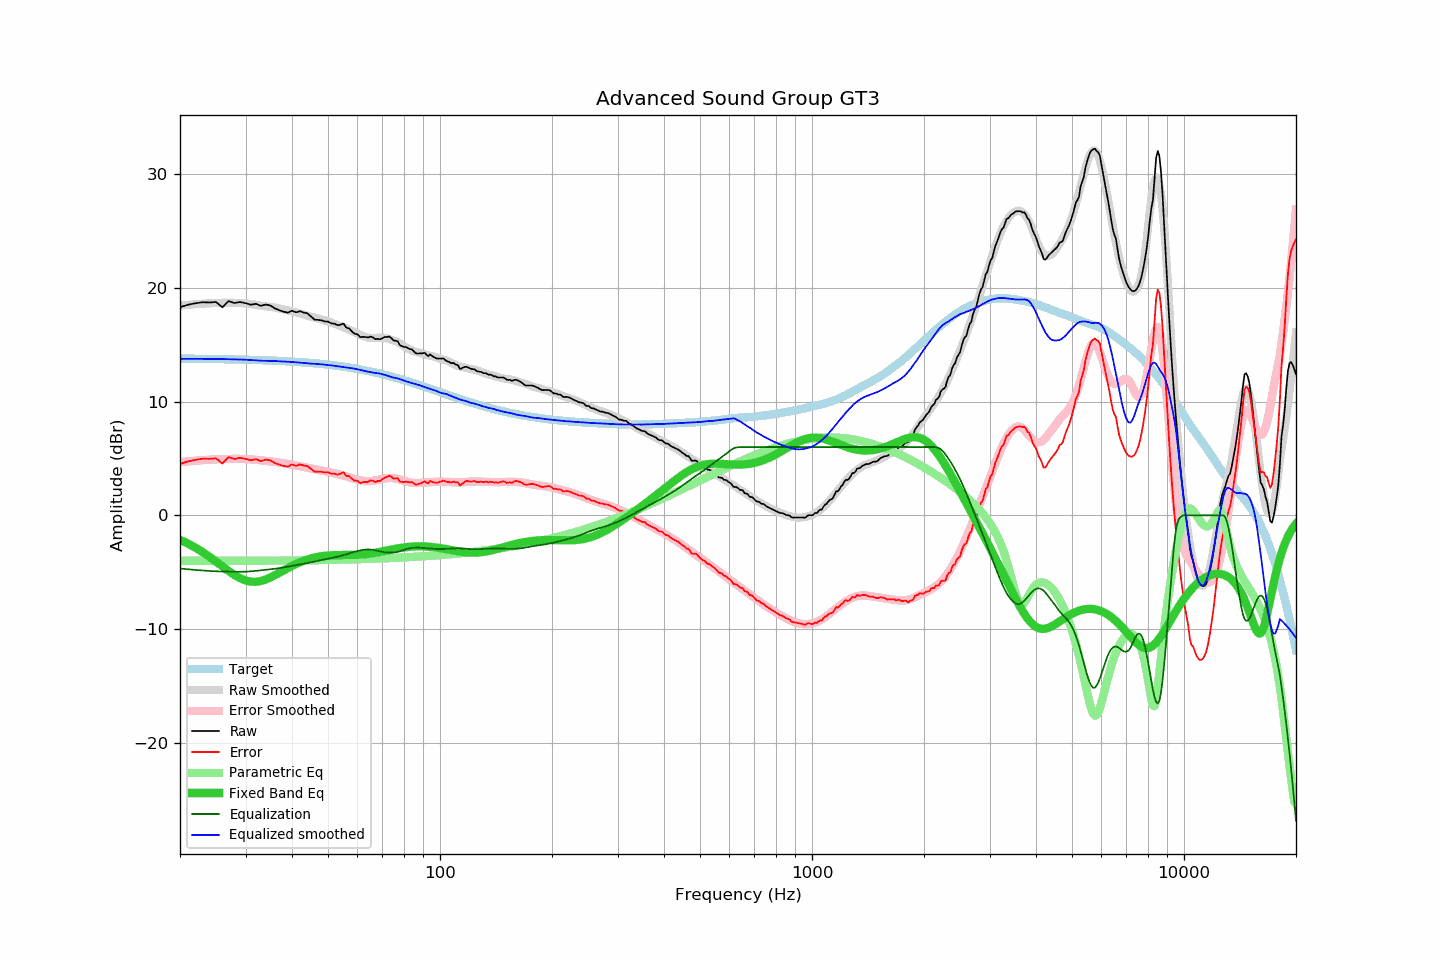 Advanced Sound Group GT3
Amplitude (dBr)
30
20
10
0
−10
−20
Target
Raw Smoothed
Error Smoothed
Raw
Error
Parametric Eq
Fixed Band Eq
Equalization
Equalized smoothed
100
1000
10000
Frequency (Hz)